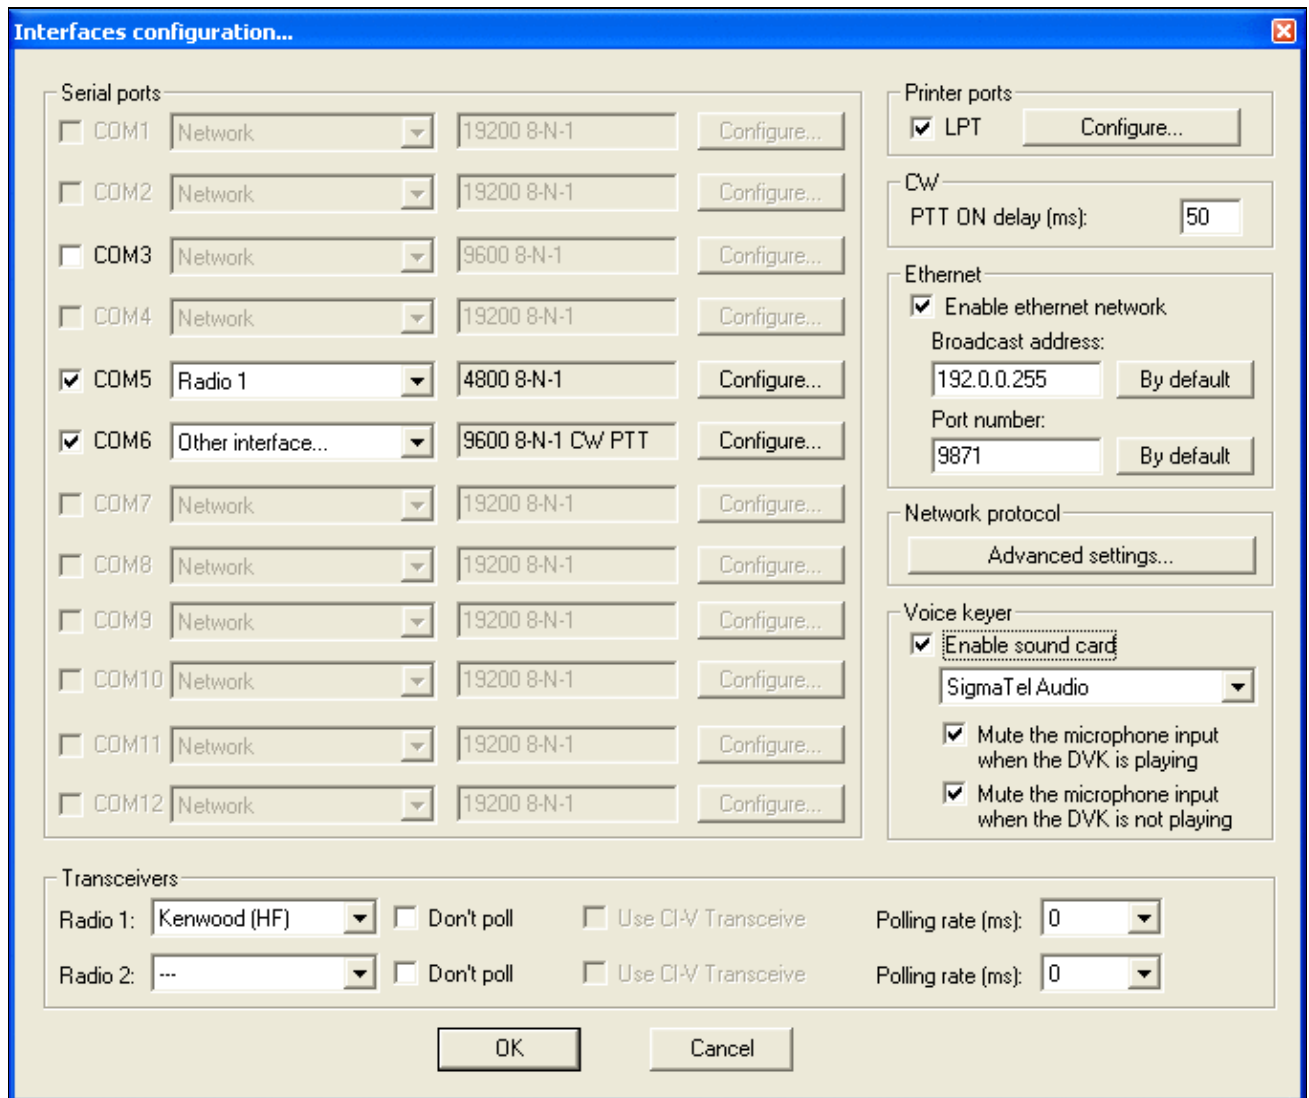 Interfaces configuration...
Serial ports
COM1 Network 19200 8-N-1 Configure...
COM2 Network 19200 8-N-1 Configure...
COM3 Network 9600 8-N-1 Configure...
COM4 Network 19200 8-N-1 Configure...
COM5 Radio 1 4800 8-N-1 Configure...
COM6 Other interface... 9600 8-N-1 CW PTT Configure...
COM7 Network 19200 8-N-1 Configure...
COM8 Network 19200 8-N-1 Configure...
COM9 Network 19200 8-N-1 Configure...
COM10 Network 19200 8-N-1 Configure...
COM11 Network 19200 8-N-1 Configure...
COM12 Network 19200 8-N-1 Configure...
Printer ports
LPT Configure...
CW
PTT ON delay (ms): 50
Ethernet
Enable ethernet network
Broadcast address:
192.0.0.255 By default
Port number:
9871 By default
Network protocol
Advanced settings...
Voice keyer
Enable sound card
SigmaTel Audio
Mute the microphone input
when the DVK is playing
Mute the microphone input
when the DVK is not playing
Transceivers
Radio 1: Kenwood (HF) Don't poll Use CI-V Transceive Polling rate (ms): 0
Radio 2: --- Don't poll Use CI-V Transceive Polling rate (ms): 0
OK Cancel